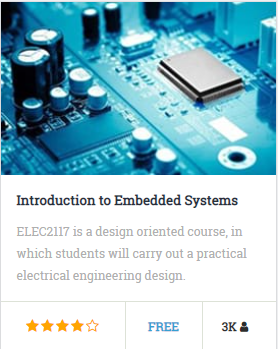 Introduction to Embedded Systems
ELEC2117 is a design oriented course, in
which students will carry out a practical
electrical engineering design.
FREE
3K